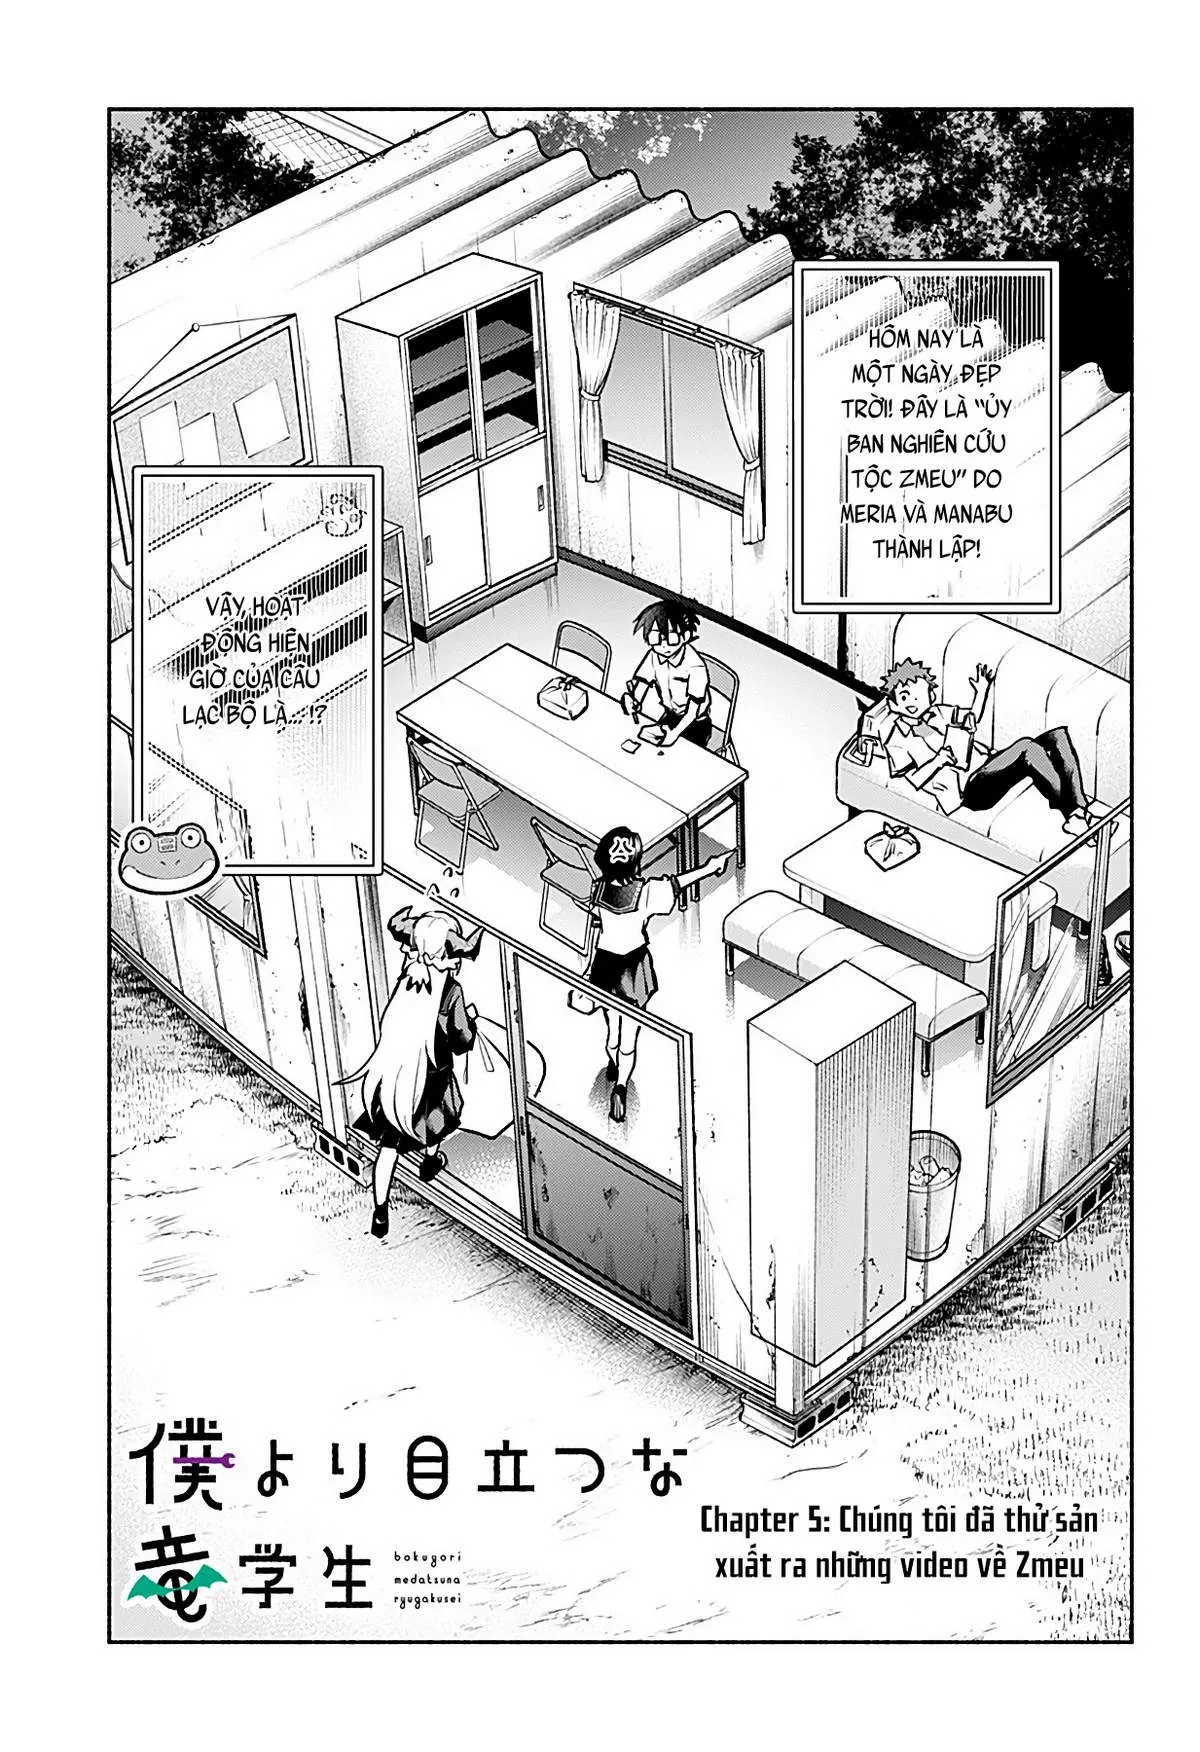 HÔM NAY LÀ
MỘT NGÀY ĐẸP
TRỜI! ĐÂY LÀ "ỦY
BAN NGHIÊN CỨU
TỘC ZMEU" DO
MERIA VÀ MANABU
THÀNH LẬP!
VẬY, HOẠT
ĐỘNG HIỆN
GIỜ CỦA CÂU
LẠC BỘ LÀ... !?
僕より目立つな
竜学生
bokuyori
medatsuna
ryugakusei
Chapter 5: Chúng tôi đã thử sản
xuất ra những video về Zmeu